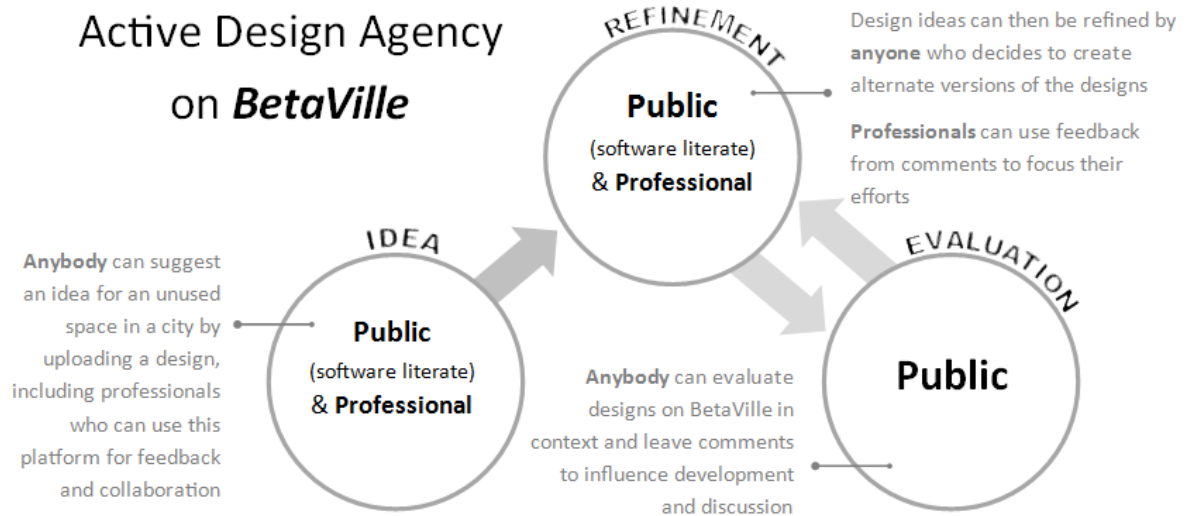 Active Design Agency
on BetaVille
REFINEMENT
Public
(software literate)
& Professional
Design ideas can then be refined by
anyone who decides to create
alternate versions of the designs
Professionals can use feedback
from comments to focus their
efforts
IDEA
Public
(software literate)
& Professional
Anybody can suggest
an idea for an unused
space in a city by
uploading a design,
including professionals
who can use this
platform for feedback
and collaboration
EVALUATION
Public
Anybody can evaluate
designs on BetaVille in
context and leave comments
to influence development
and discussion